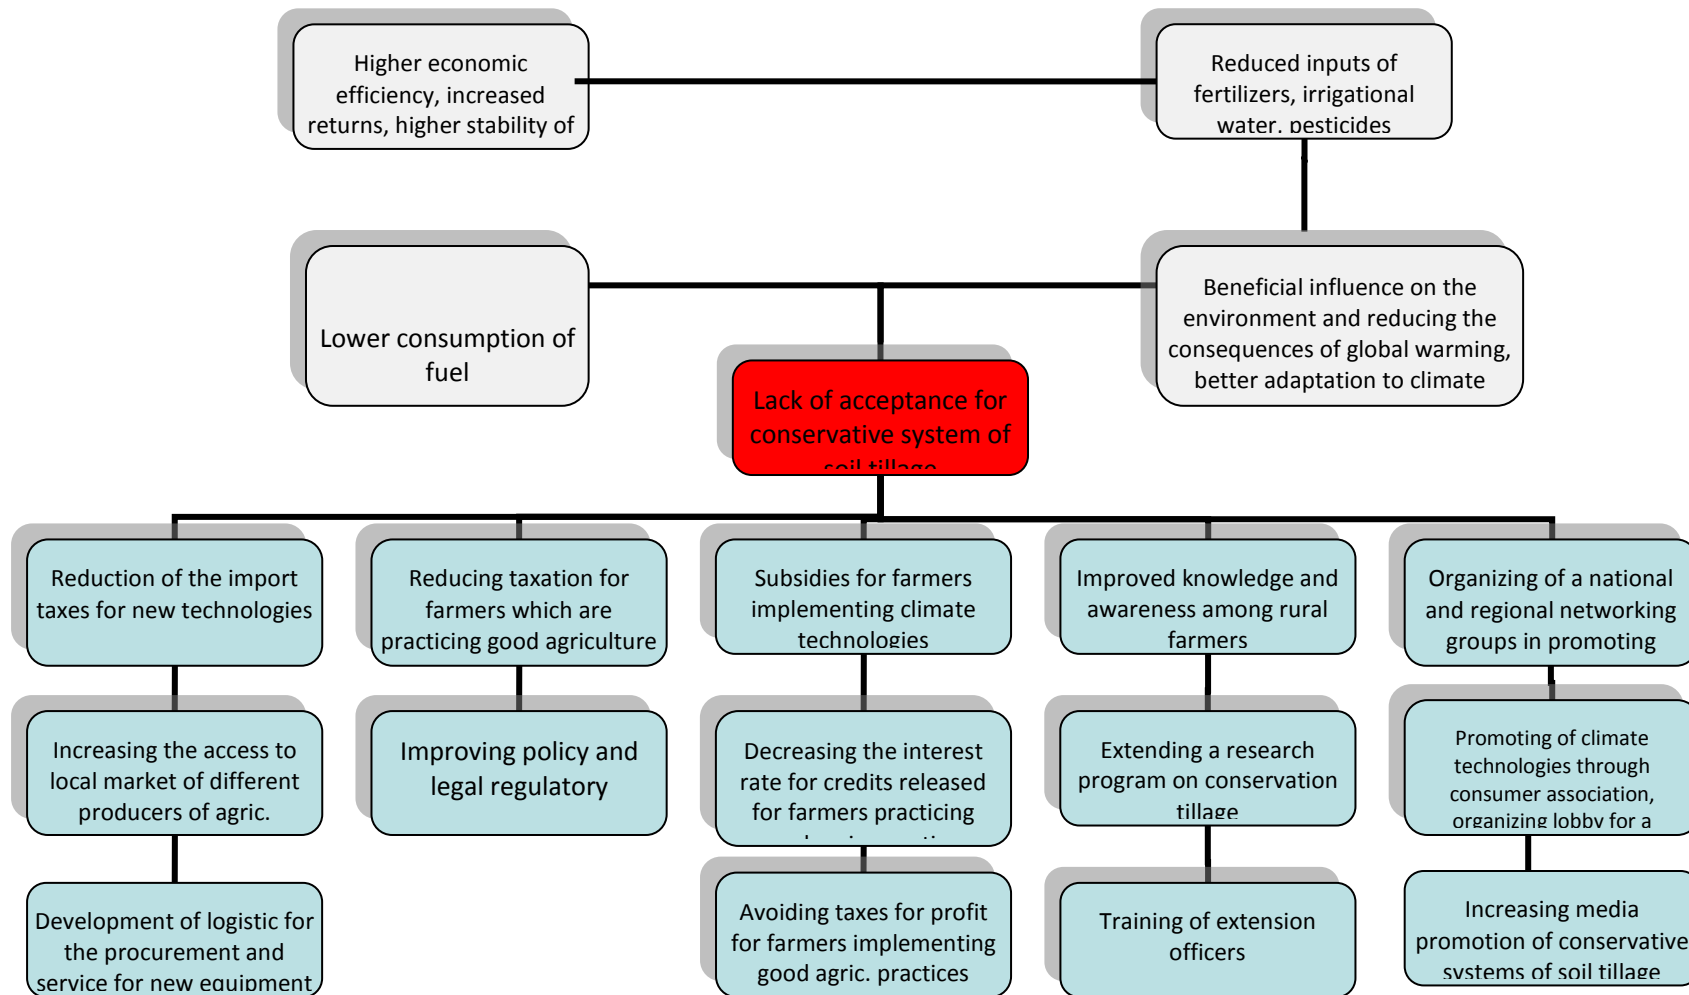 Higher economic
efficiency, increased
returns, higher stability of
Reduced inputs of
fertilizers, irrigational
water, pesticides
Lower consumption of
fuel
Beneficial influence on the
environment and reducing the
consequences of global warming,
better adaptation to climate
Lack of acceptance for
conservative system of
soil tillage
Reduction of the import
taxes for new technologies
Reducing taxation for
farmers which are
practicing good agriculture
Subsidies for farmers
implementing climate
technologies
Improved knowledge and
awareness among rural
farmers
Organizing of a national
and regional networking
groups in promoting
Increasing the access to
local market of different
producers of agric.
Improving policy and
legal regulatory
Decreasing the interest
rate for credits released
for farmers practicing
Extending a research
program on conservation
tillage
Promoting of climate
technologies through
consumer association,
organizing lobby for a
Development of logistic for
the procurement and
service for new equipment
Avoiding taxes for profit
for farmers implementing
good agric. practices
Training of extension
officers
Increasing media
promotion of conservative
systems of soil tillage